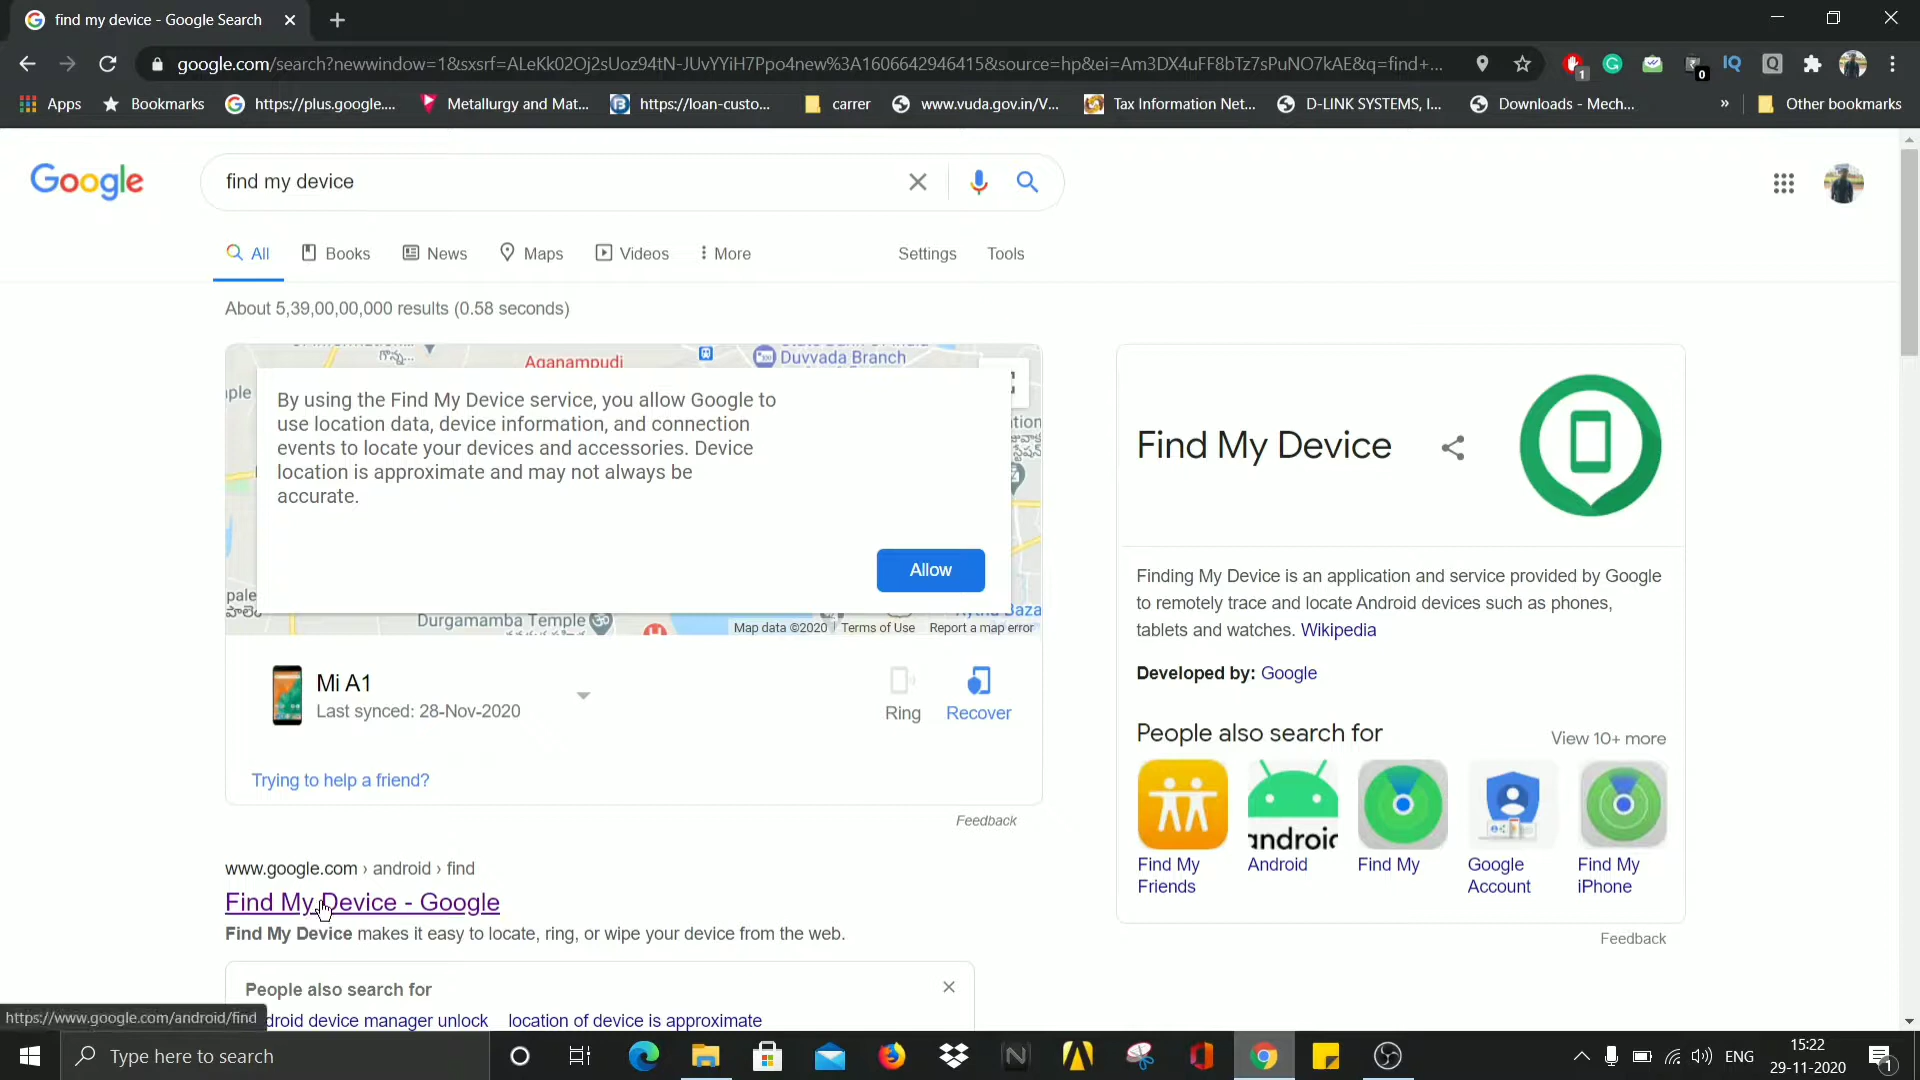 find my device - Google Search
google.com/search?newwindow=1&sxsrf=ALeKk02Oj2sUoz94tN-JUvYYiH7Ppo4new%3A1606642946415&source=hp&ei=Am3DX4uFF8bTz7sPuNO7kAE&q=find+...
1
0
Apps
Bookmarks
https://plus.google....
Metallurgy and Mat...
https://loan-custo...
carrer
www.vuda.gov.in/V...
Tax Information Net...
D-LINK SYSTEMS, I...
Downloads - Mech...
»
Other bookmarks
Google
find my device
All
Books
News
Maps
Videos
More
Settings
Tools
About 5,39,00,00,000 results (0.58 seconds)
Aganampudi
Duvvada Branch
By using the Find My Device service, you allow Google to
use location data, device information, and connection
events to locate your devices and accessories. Device
location is approximate and may not always be
accurate.
Allow
Durgamamba Temple
Map data ©2020
Terms of Use
Report a map error
Mi A1
Last synced: 28-Nov-2020
Ring
Recover
Trying to help a friend?
Feedback
www.google.com › android › find
Find My Device - Google
Find My Device makes it easy to locate, ring, or wipe your device from the web.
People also search for
droid device manager unlock
location of device is approximate
Find My Device
Finding My Device is an application and service provided by Google
to remotely trace and locate Android devices such as phones,
tablets and watches. Wikipedia
Developed by: Google
People also search for
View 10+ more
android
Find My
Friends
Android
Find My
Google
Account
Find My
iPhone
Feedback
https://www.google.com/android/find
Type here to search
ENG
15:22
29-11-2020
1